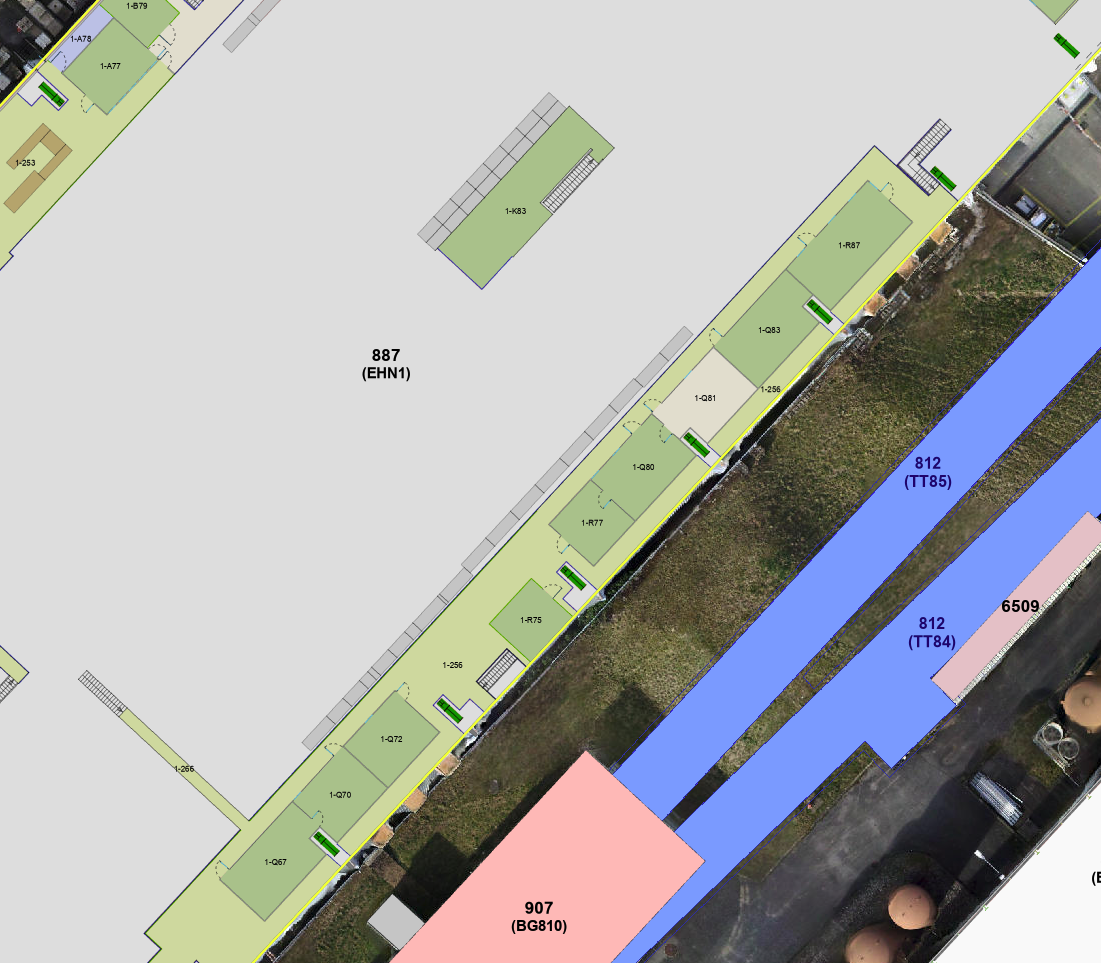 1-B79
1-A78
1-A77
1-253
1-K83
1-R87
1-Q83
887
(EHN1)
1-256
1-Q81
1-Q80
812
(TT85)
1-R77
6509
1-R75
812
(TT84)
1-256
1-Q72
1-266
1-Q70
1-Q67
907
(BG810)